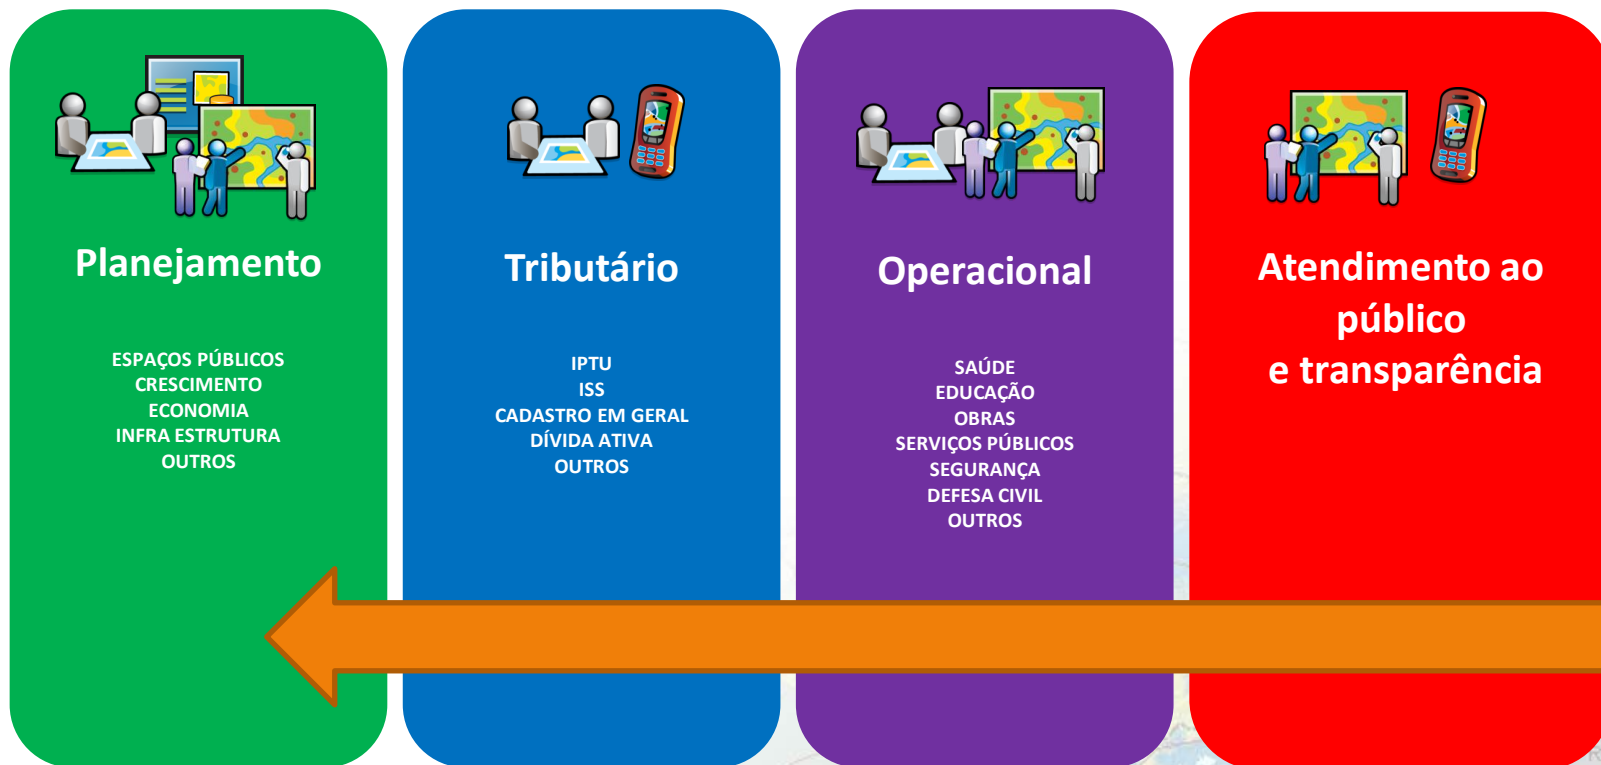 Planejamento
ESPAÇOS PÚBLICOS
CRESCIMENTO
ECONOMIA
INFRA ESTRUTURA
OUTROS
Tributário
IPTU
ISS
CADASTRO EM GERAL
DÍVIDA ATIVA
OUTROS
Operacional
SAÚDE
EDUCAÇÃO
OBRAS
SERVIÇOS PÚBLICOS
SEGURANÇA
DEFESA CIVIL
OUTROS
Atendimento ao
público
e transparência